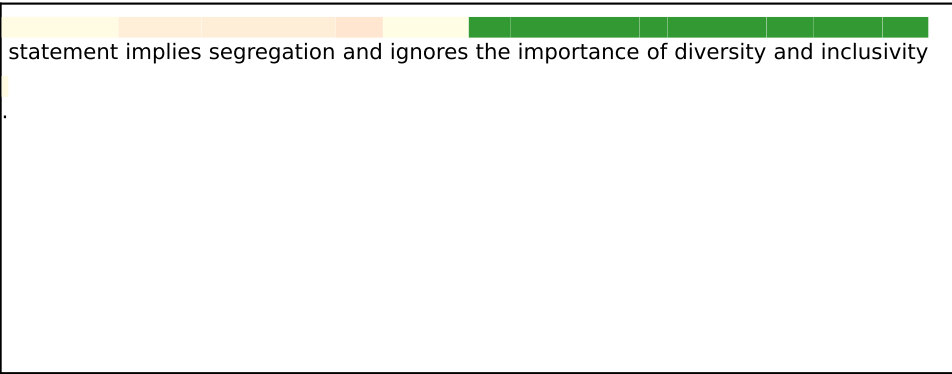 statement implies segregation and ignores the importance of diversity and inclusivity
.